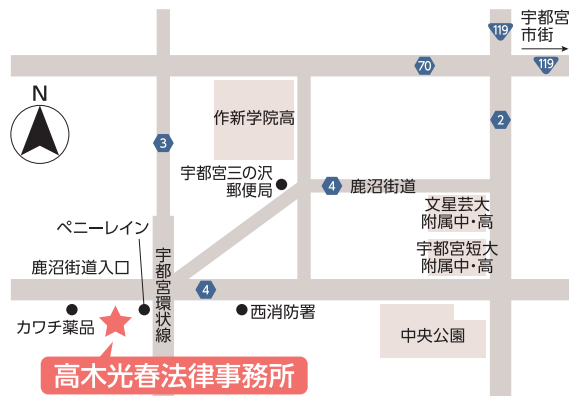 119
宇都宮
市街
119
70
N
作新学院高
2
3
宇都宮三の沢
郵便局
4
鹿沼街道
文星芸大
附属中・高
ペニーレイン
宇都宮短大
附属中・高
鹿沼街道入口
宇都宮環状線
4
カワチ薬品
西消防署
中央公園
高木光春法律事務所